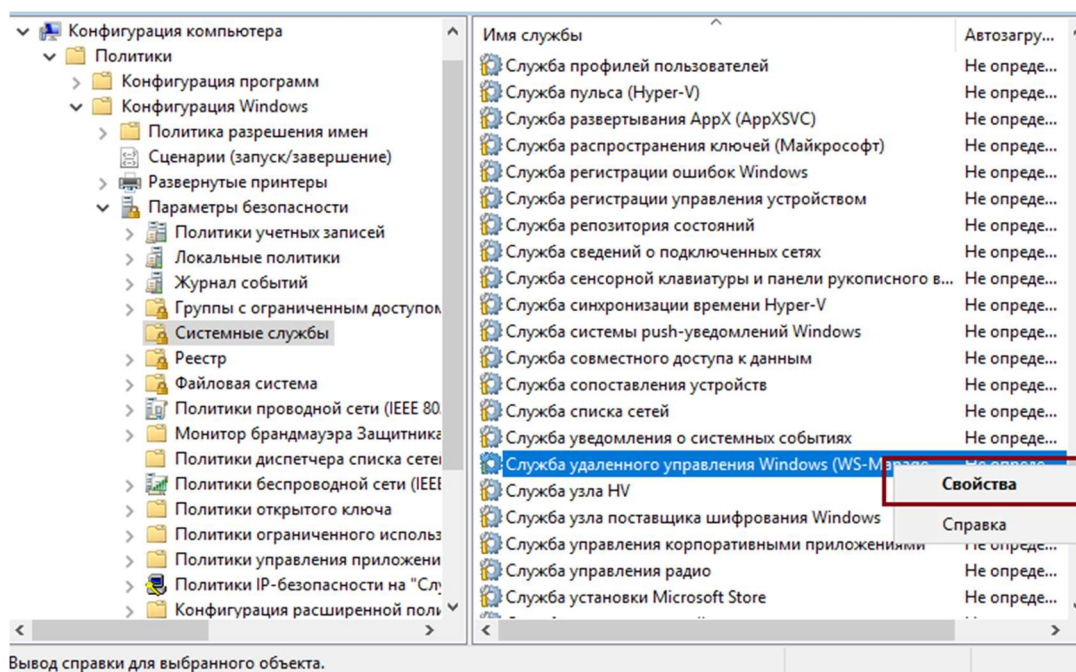 Конфигурация компьютера
Политики
Конфигурация программ
Конфигурация Windows
Политика разрешения имен
Сценарии (запуск/завершение)
Развернутые принтеры
Параметры безопасности
Политики учетных записей
Локальные политики
Журнал событий
Группы с ограниченным доступом
Системные службы
Реестр
Файловая система
Политики проводной сети (IEEE 80
Монитор брандмауэра Защитника
Политики диспетчера списка сетей
Политики беспроводной сети (IEEE
Политики открытого ключа
Политики ограниченного использ
Политики управления приложени
Политики IP-безопасности на "Слу
Конфигурация расширенной поли
Имя службы Автозагру...
Служба профилей пользователей Не опреде...
Служба пульса (Hyper-V) Не опреде...
Служба развертывания AppX (AppXSVC) Не опреде...
Служба распространения ключей (Майкрософт) Не опреде...
Служба регистрации ошибок Windows Не опреде...
Служба регистрации управления устройством Не опреде...
Служба репозитория состояний Не опреде...
Служба сведений о подключенных сетях Не опреде...
Служба сенсорной клавиатуры и панели рукописного в... Не опреде...
Служба синхронизации времени Hyper-V Не опреде...
Служба системы push-уведомлений Windows Не опреде...
Служба совместного доступа к данным Не опреде...
Служба сопоставления устройств Не опреде...
Служба списка сетей Не опреде...
Служба уведомления о системных событиях Не опреде...
Служба удаленного управления Windows (WS-Manage... Не опреде...
Служба узла HV
Служба узла поставщика шифрования Windows
Служба управления корпоративными приложениями Не опреде...
Служба управления радио Не опреде...
Служба установки Microsoft Store Не опреде...
Свойства
Справка
Вывод справки для выбранного объекта.